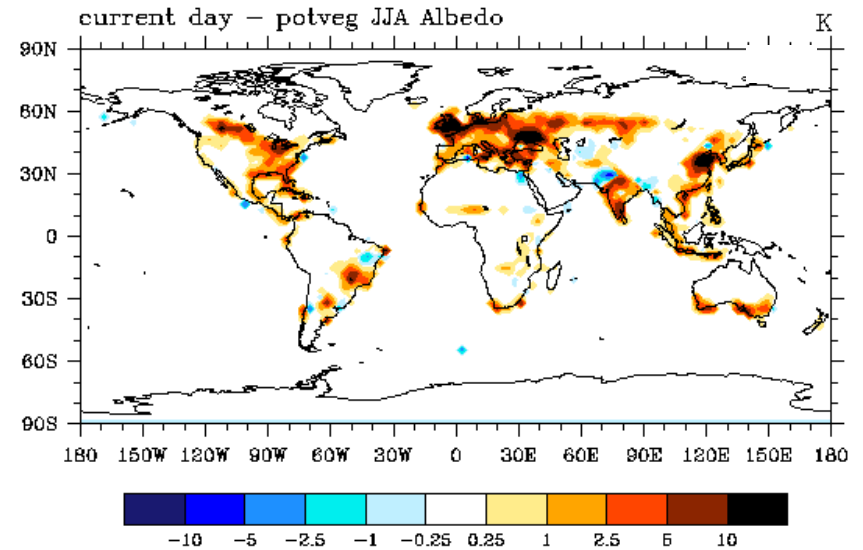 current day – potveg JJA Albedo K
90N
60N
30N
0
30S
60S
90S
180 150W 120W 90W 60W 30W 0 30E 60E 90E 120E 150E 180
−10 −5 −2.5 −1 −0.25 0.25 1 2.5 5 10